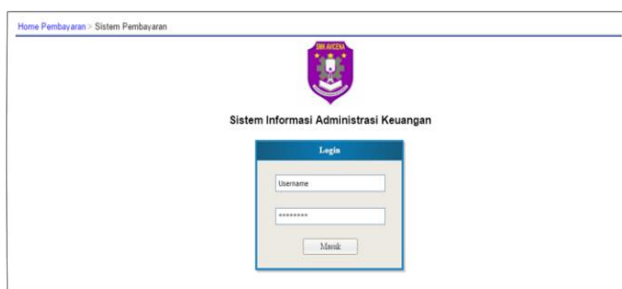 Home Pembayaran > Sistem Pembayaran
SMK AVICENA
Sistem Informasi Administrasi Keuangan
Login
Username
********
Masuk